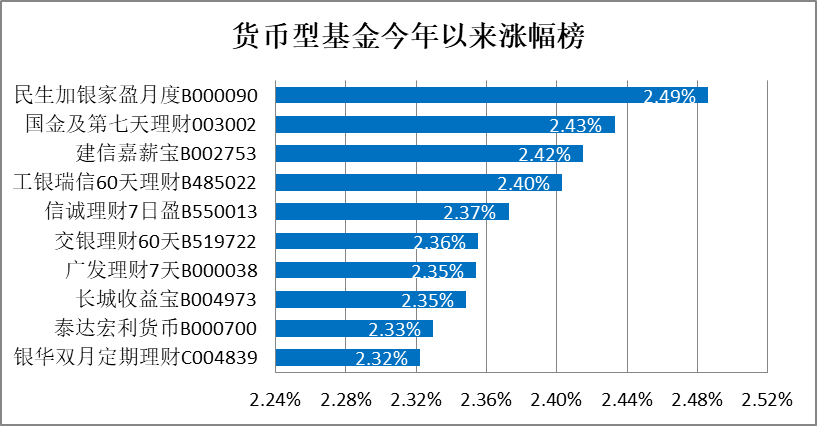 货币型基金今年以来涨幅榜
民生加银家盈月度B000090 2.49%
国金及第七天理财003002 2.43%
建信嘉薪宝B002753 2.42%
工银瑞信60天理财B485022 2.40%
信诚理财7日盈B550013 2.37%
交银理财60天B519722 2.36%
广发理财7天B000038 2.35%
长城收益宝B004973 2.35%
泰达宏利货币B000700 2.33%
银华双月定期理财C004839 2.32%
2.24% 2.28% 2.32% 2.36% 2.40% 2.44% 2.48% 2.52%